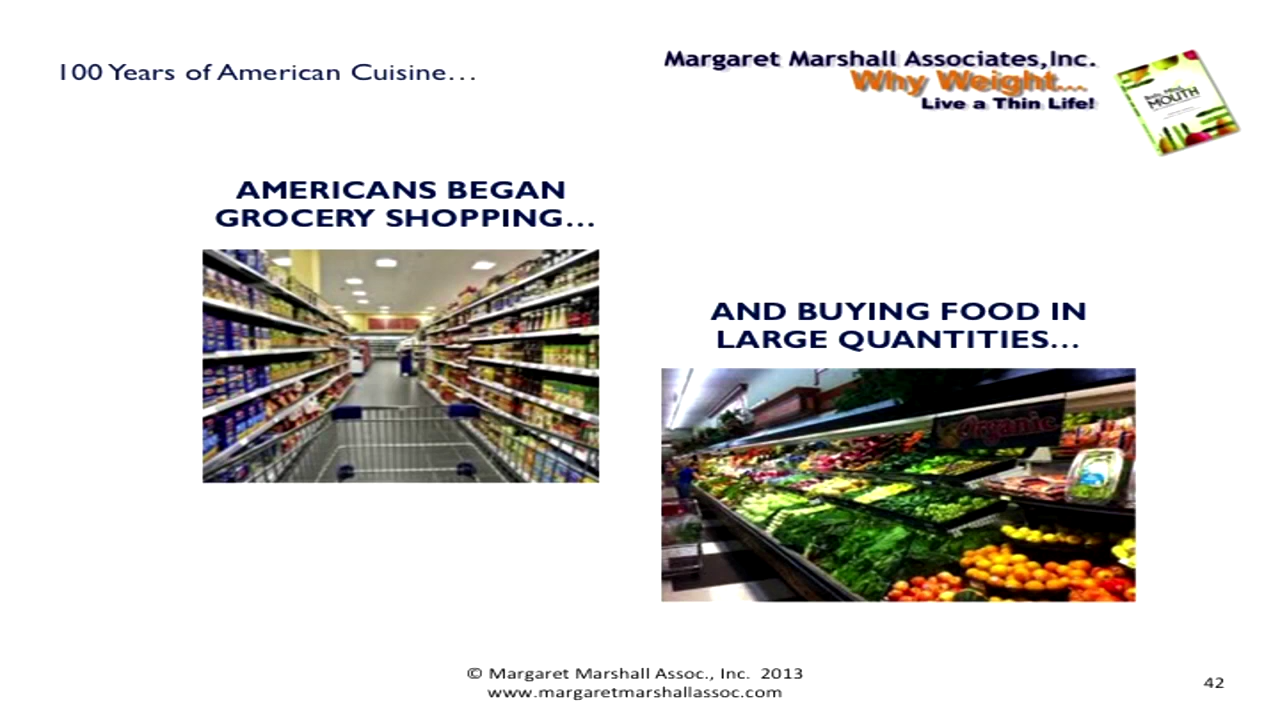 100 Years of American Cuisine…
Margaret Marshall Associates,Inc.
Why Weight....
Live a Thin Life!
MOUTH
AMERICANS BEGAN
GROCERY SHOPPING…
AND BUYING FOOD IN
LARGE QUANTITIES…
Organic
© Margaret Marshall Assoc., Inc. 2013
www.margaretmarshallassoc.com
42